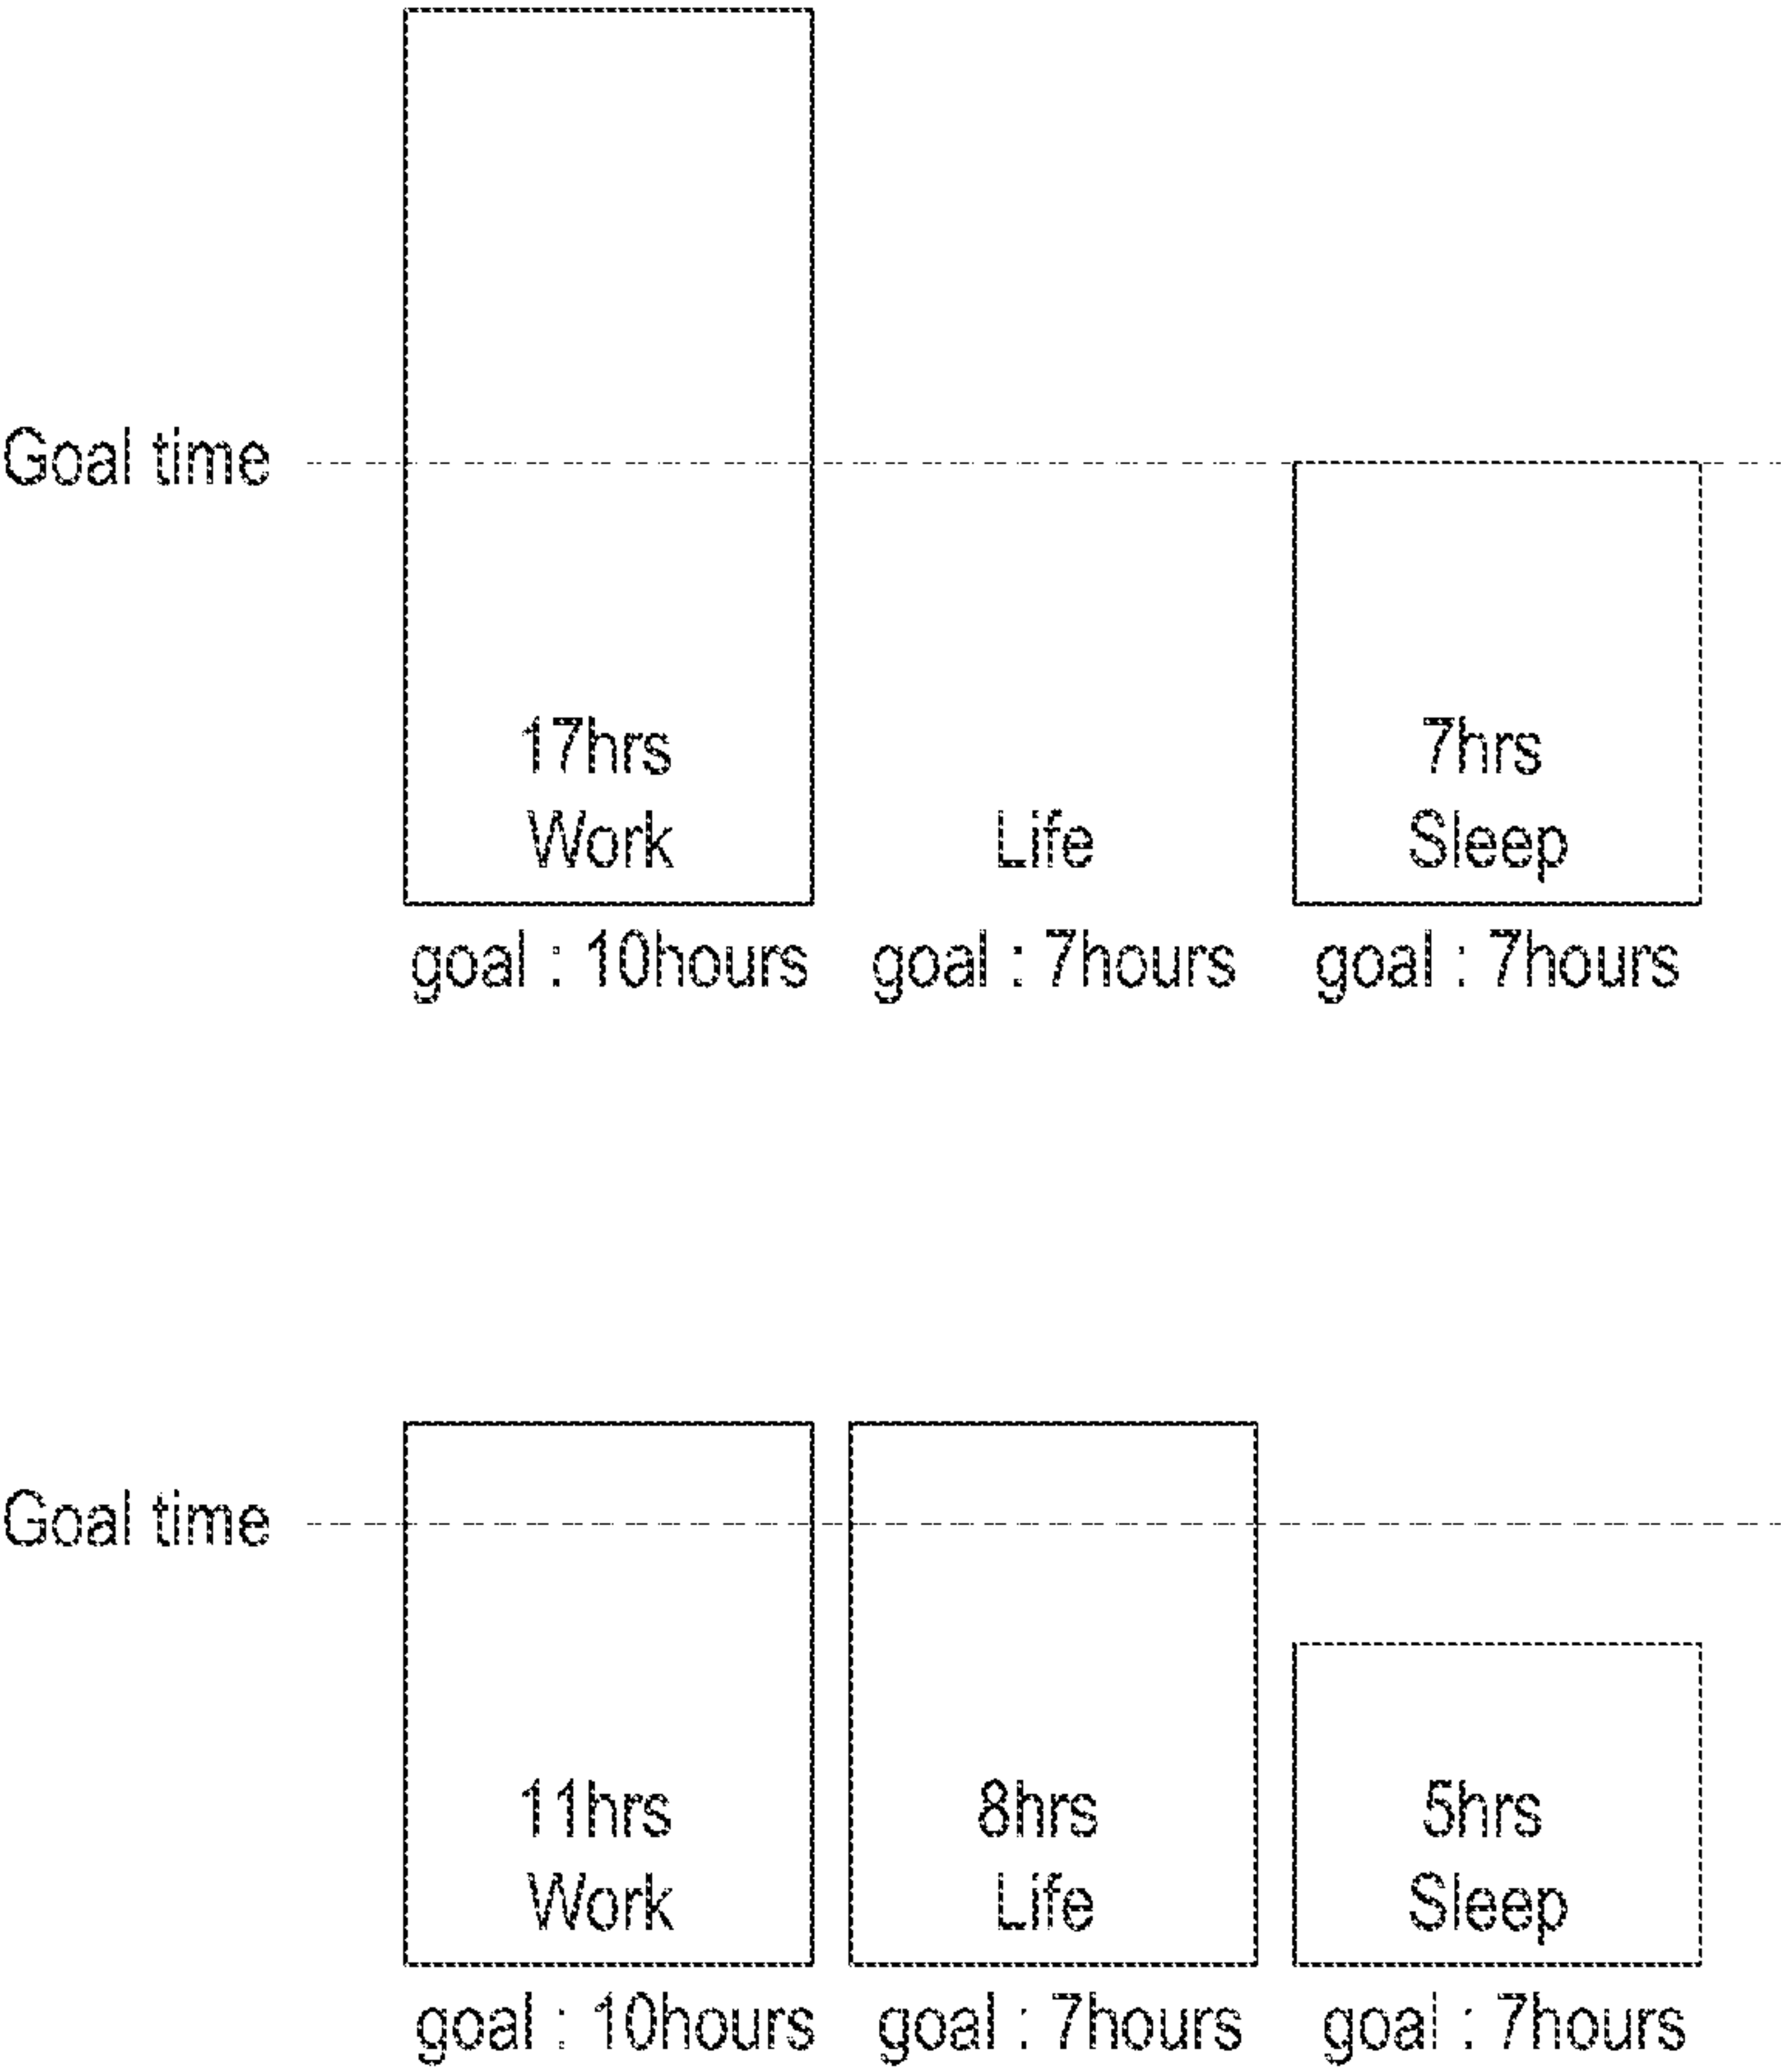 Goal time
17hrs 7hrs
Work Life Sleep
goal : 10hours goal : 7hours goal : 7hours
Goal time
11hrs 8hrs 5hrs
Work Life Sleep
goal : 10hours goal : 7hours goal : 7hours